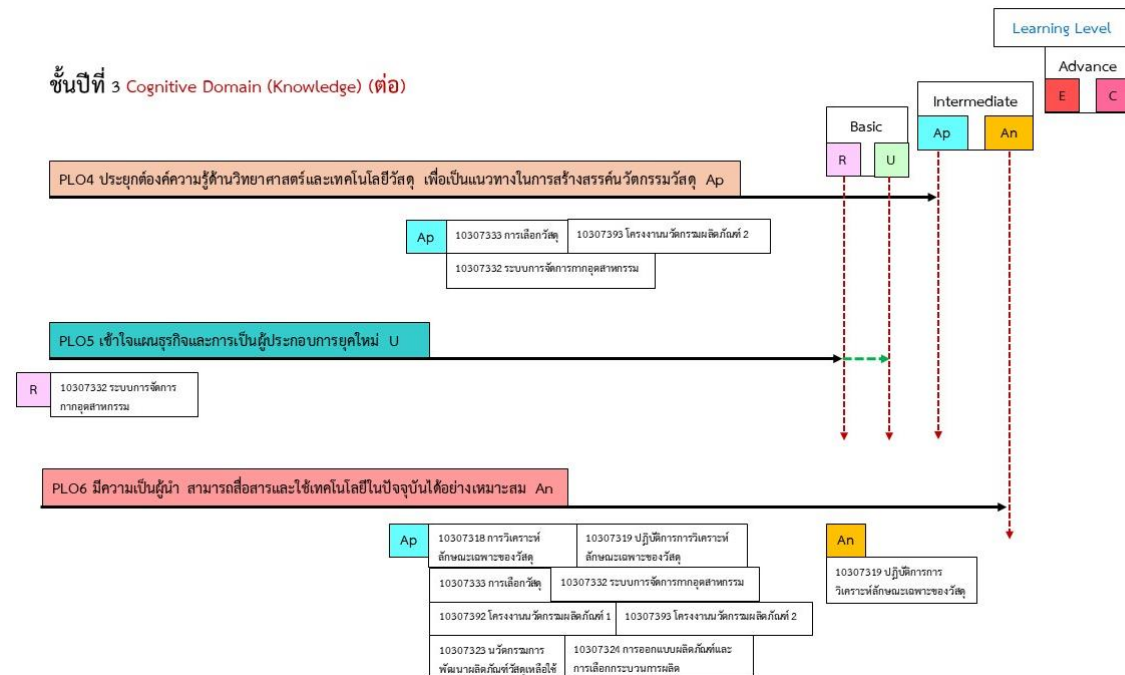 Learning Level
ชั้นปีที่ 3 Cognitive Domain (Knowledge) (ต่อ)
Advance
E C
Intermediate
Ap An
Basic
R U
PLO4 ประยุกต์องค์ความรู้ด้านวิทยาศาสตร์และเทคโนโลยีวัสดุ เพื่อเป็นแนวทางในการสร้างสรรค์นวัตกรรมวัสดุ Ap
Ap 10307333 การเลือกวัสดุ 10307393 โครงงานนวัตกรรมผลิตภัณฑ์ 2
10307332 ระบบการจัดการกากอุตสาหกรรม
PLO5 เข้าใจแผนธุรกิจและการเป็นผู้ประกอบการยุคใหม่ U
R 10307332 ระบบการจัดการ
กากอุตสาหกรรม
PLO6 มีความเป็นผู้นำ สามารถสื่อสารและใช้เทคโนโลยีในปัจจุบันได้อย่างเหมาะสม An
Ap 10307318 การวิเคราะห์
ลักษณะเฉพาะของวัสดุ
10307319 ปฏิบัติการการวิเคราะห์
ลักษณะเฉพาะของวัสดุ
10307333 การเลือกวัสดุ 10307332 ระบบการจัดการกากอุตสาหกรรม
10307392 โครงงานนวัตกรรมผลิตภัณฑ์ 1 10307393 โครงงานนวัตกรรมผลิตภัณฑ์ 2
10307323 นวัตกรรมการ
พัฒนาผลิตภัณฑ์วัสดุเหลือใช้
10307324 การออกแบบผลิตภัณฑ์และ
การเลือกกระบวนการผลิต
An
10307319 ปฏิบัติการการ
วิเคราะห์ลักษณะเฉพาะของวัสดุ